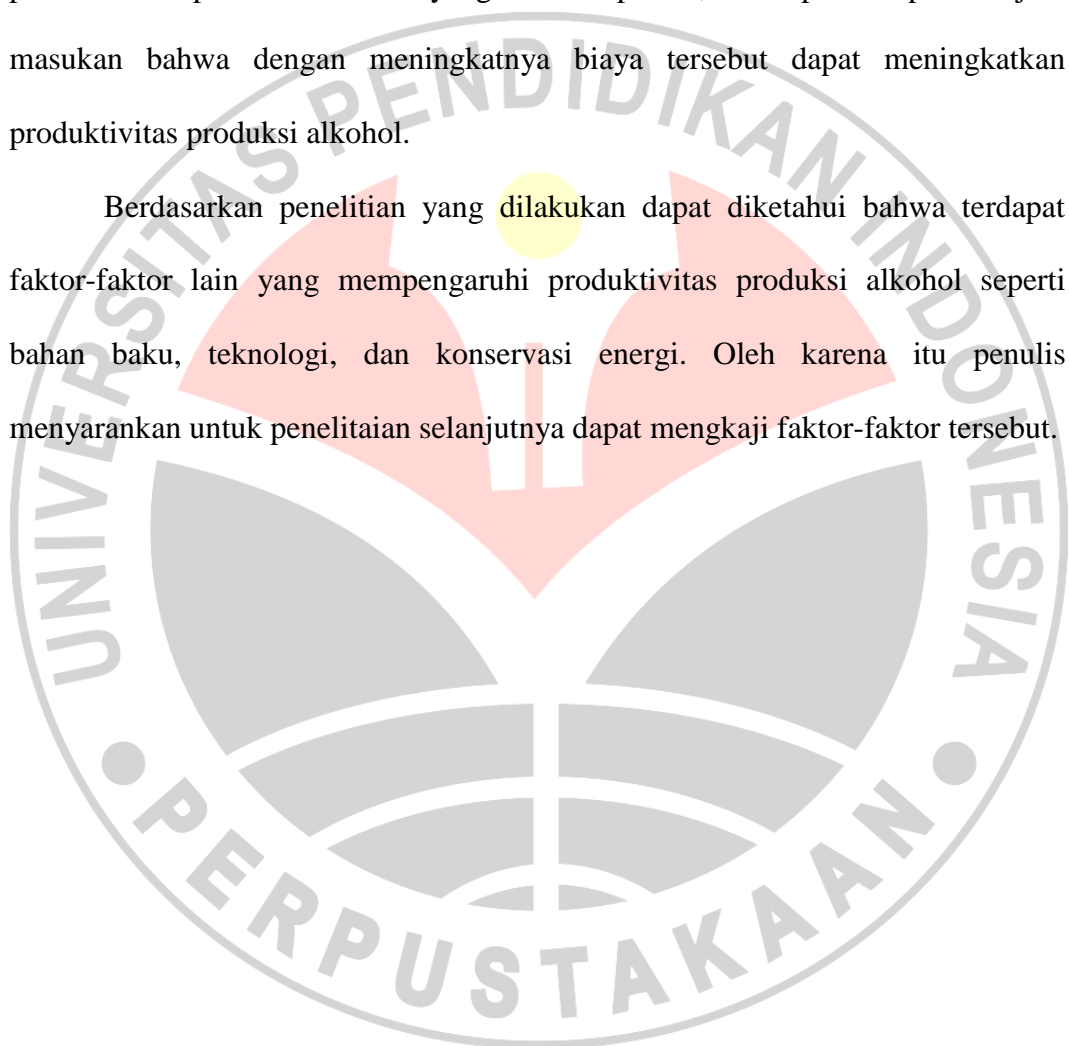 masukan bahwa dengan meningkatnya biaya tersebut dapat meningkatkan
produktivitas produksi alkohol.
Berdasarkan penelitian yang dilakukan dapat diketahui bahwa terdapat
faktor-faktor lain yang mempengaruhi produktivitas produksi alkohol seperti
bahan baku, teknologi, dan konservasi energi. Oleh karena itu penulis
menyarankan untuk penelitaian selanjutnya dapat mengkaji faktor-faktor tersebut.
UNIVERSITAS PENDIDIKAN INDONESIA
PERPUSTAKAAN